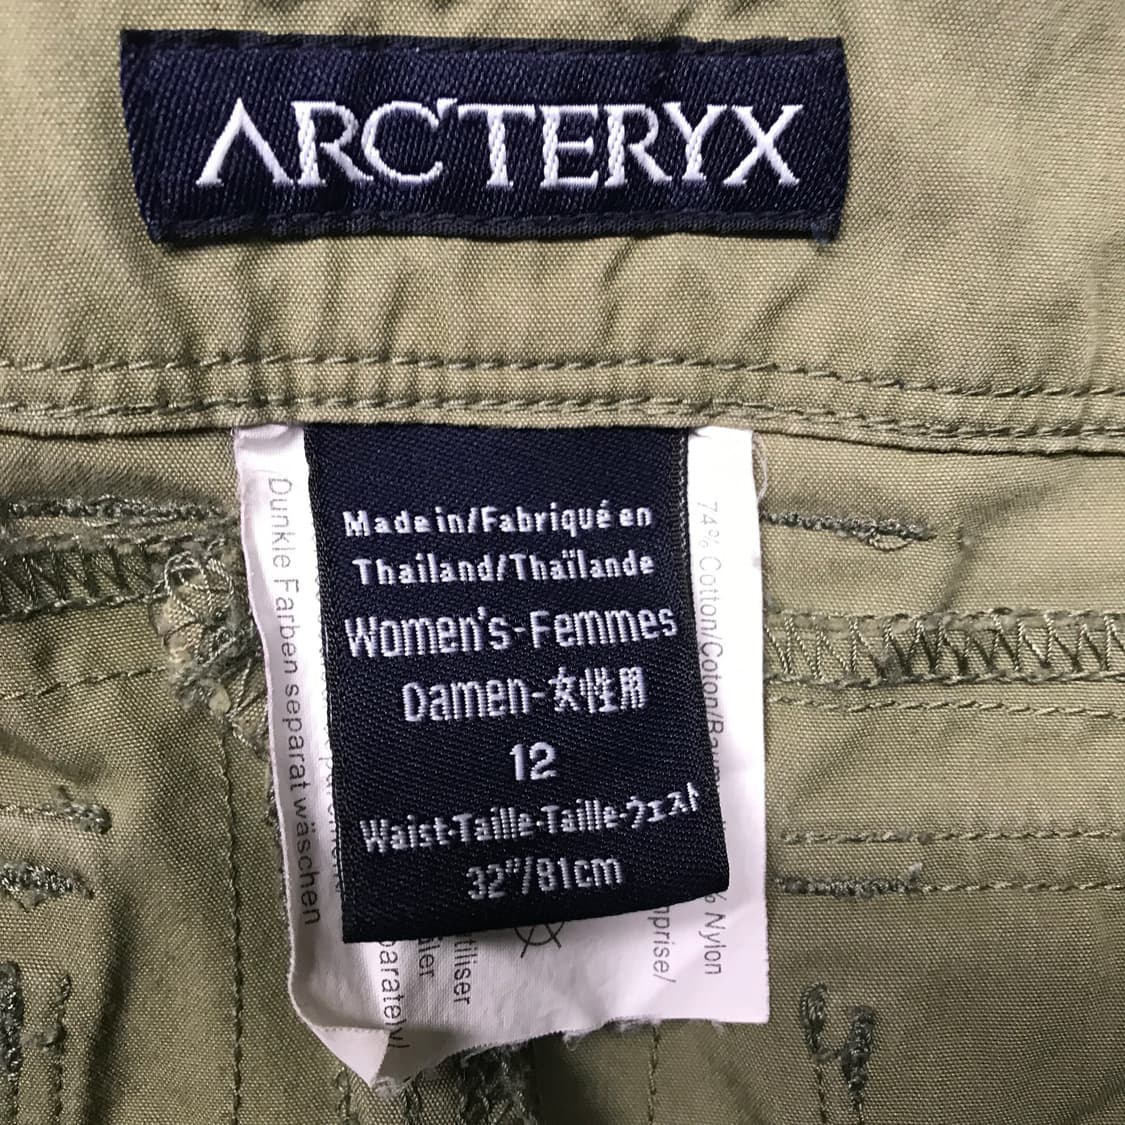 ARC'TERYX
Made in/Fabriqué en
Thailand/Thaïlande
Women's-Femmes
Damen-女性用
12
Waist-Taille-Taille-ウェスト
32"/81cm
Dunkle Farben separat wäschen
74% Cotton/Coton/
% Nylon